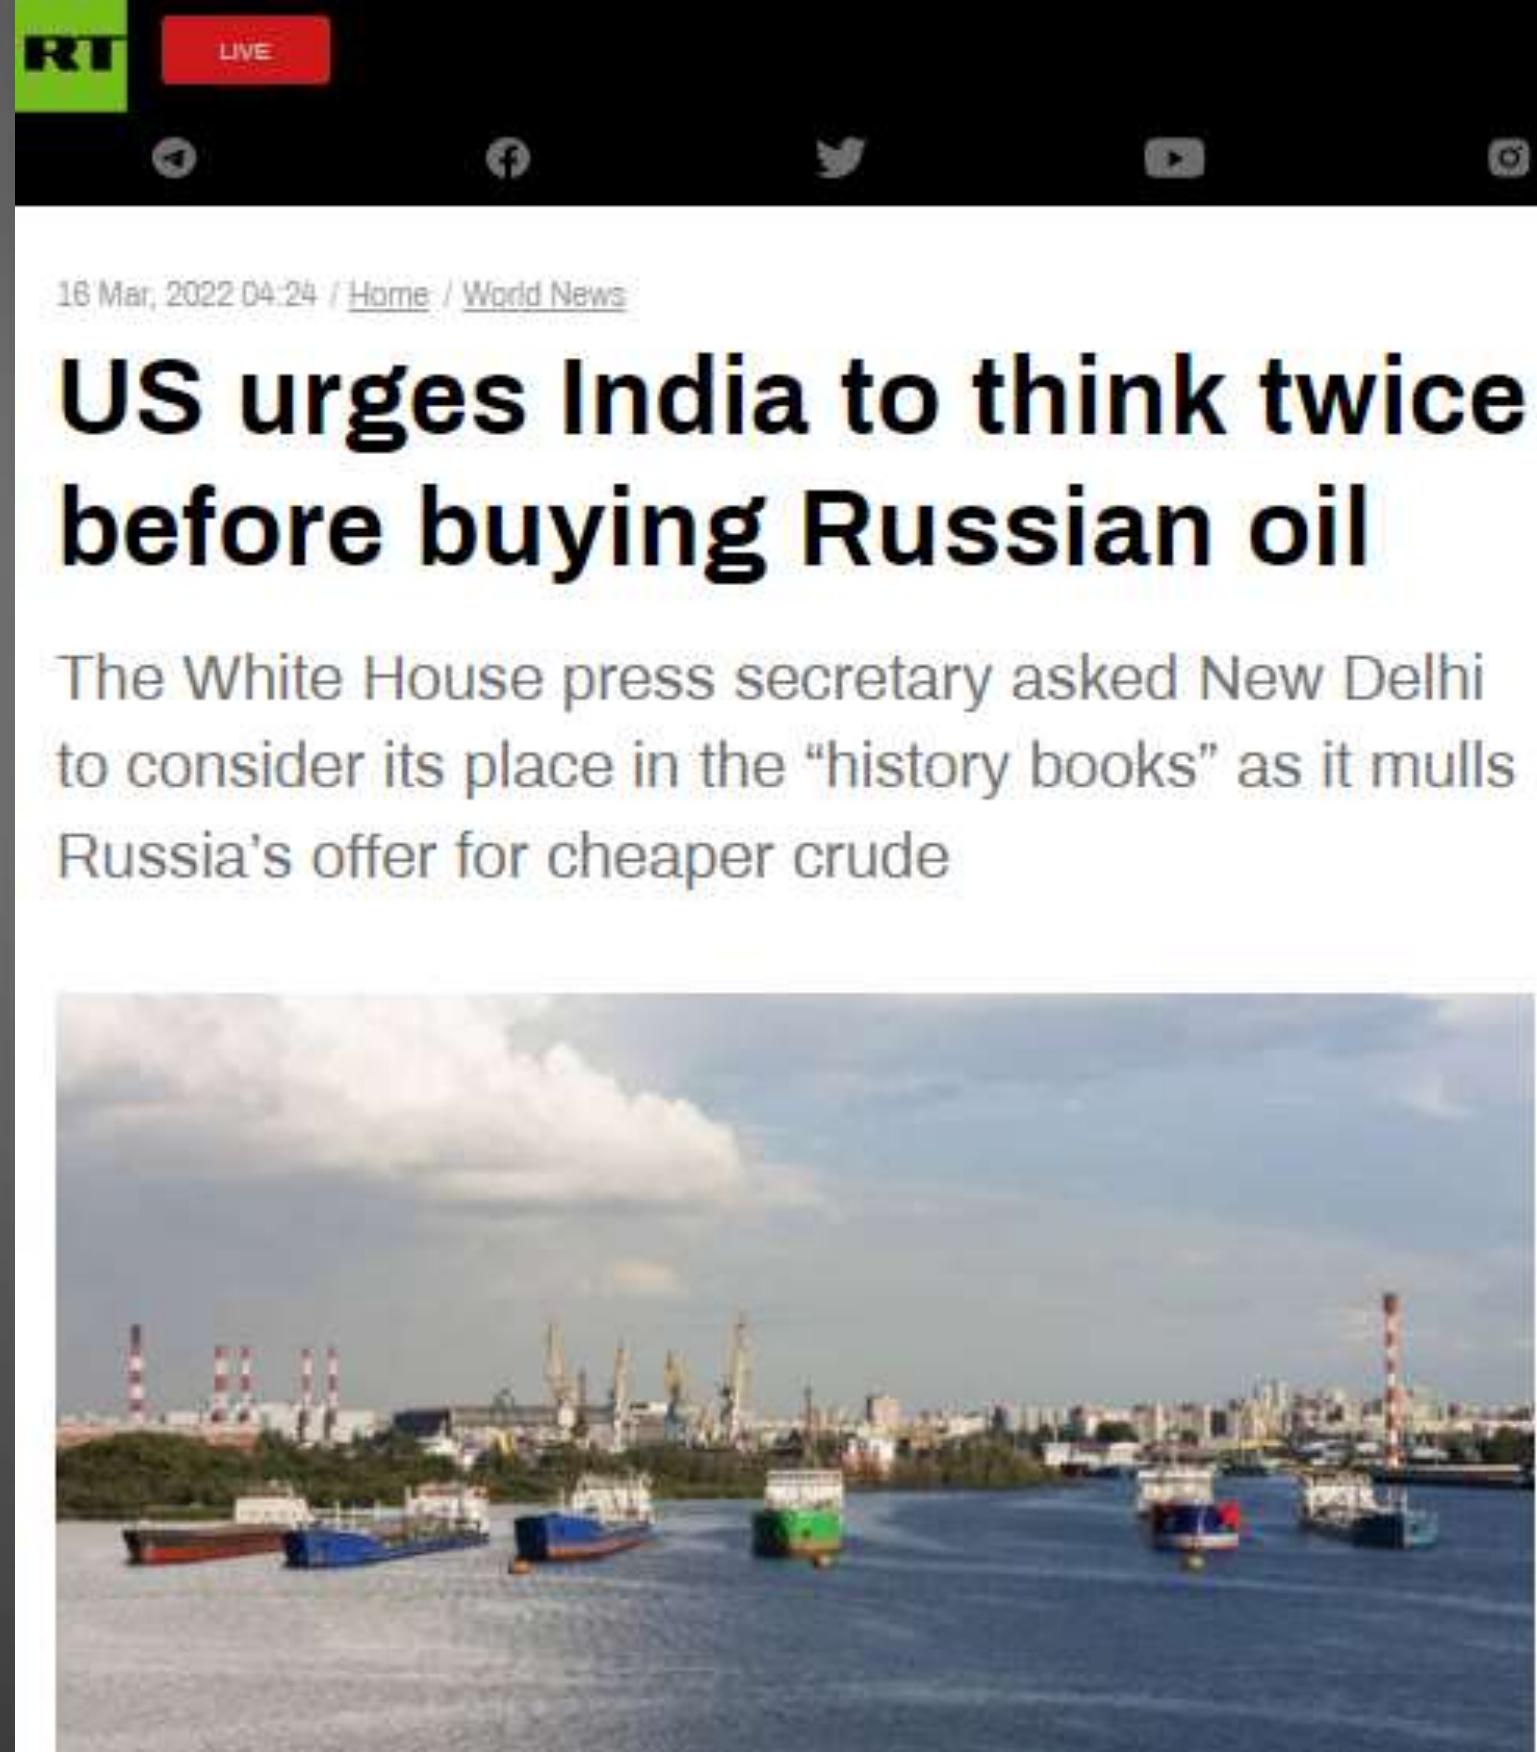 RT
LIVE
16 Mar, 2022 04:24 / Home / World News
US urges India to think twice
before buying Russian oil
The White House press secretary asked New Delhi
to consider its place in the “history books” as it mulls
Russia’s offer for cheaper crude